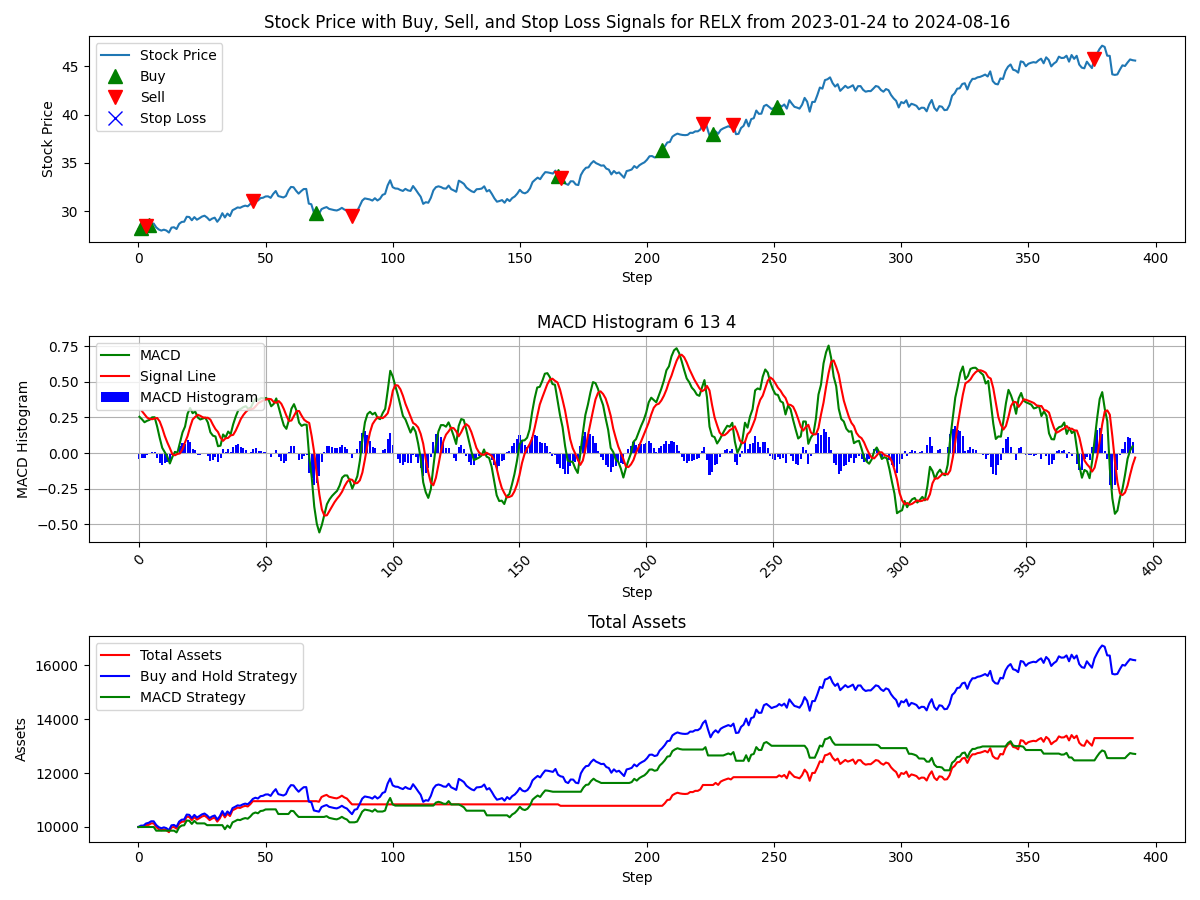 Stock Price with Buy, Sell, and Stop Loss Signals for RELX from 2023-01-24 to 2024-08-16
Stock Price
Buy
Sell
Stop Loss
Stock Price
45
40
35
30
0 50 100 150 200 250 300 350 400
Step
MACD Histogram 6 13 4
MACD
Signal Line
MACD Histogram
MACD Histogram
0.75
0.50
0.25
0.00
−0.25
−0.50
0 50 100 150 200 250 300 350 400
Step
Total Assets
Total Assets
Buy and Hold Strategy
MACD Strategy
Assets
16000
14000
12000
10000
0 50 100 150 200 250 300 350 400
Step